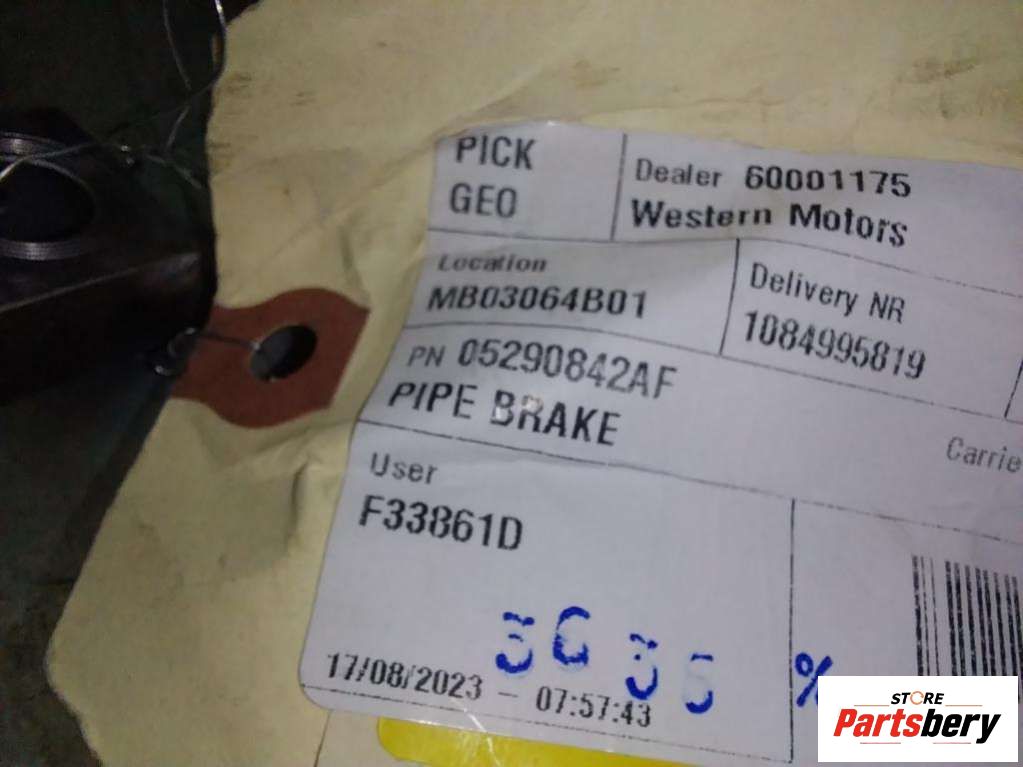 PICK
GEO
Dealer 60001175
Western Motors
Location
MB03064B01
Delivery NR
1084995819
PN 05290842AF
PIPE BRAKE
Carrie
User
F33861D
%
17/08/2023 - 07:57:43
STORE
Partsbery